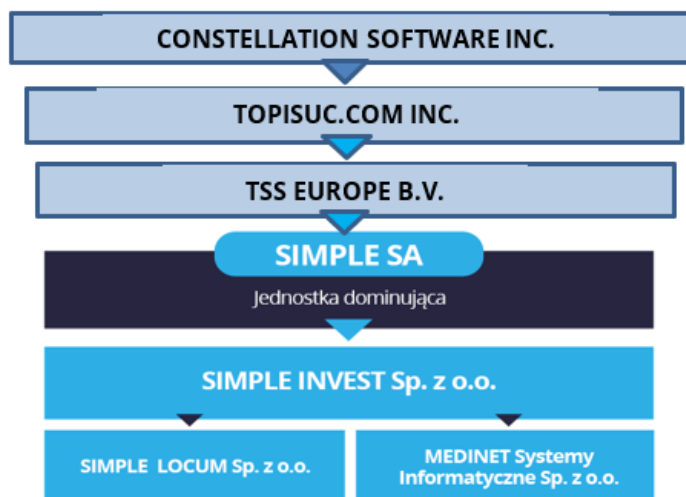 CONSTELLATION SOFTWARE INC.
TOPISUC.COM INC.
TSS EUROPE B.V.
SIMPLE SA
Jednostka dominująca
SIMPLE INVEST Sp. z o.o.
SIMPLE LOCUM Sp. z o.o.
MEDINET Systemy
Informatyczne Sp. z o.o.